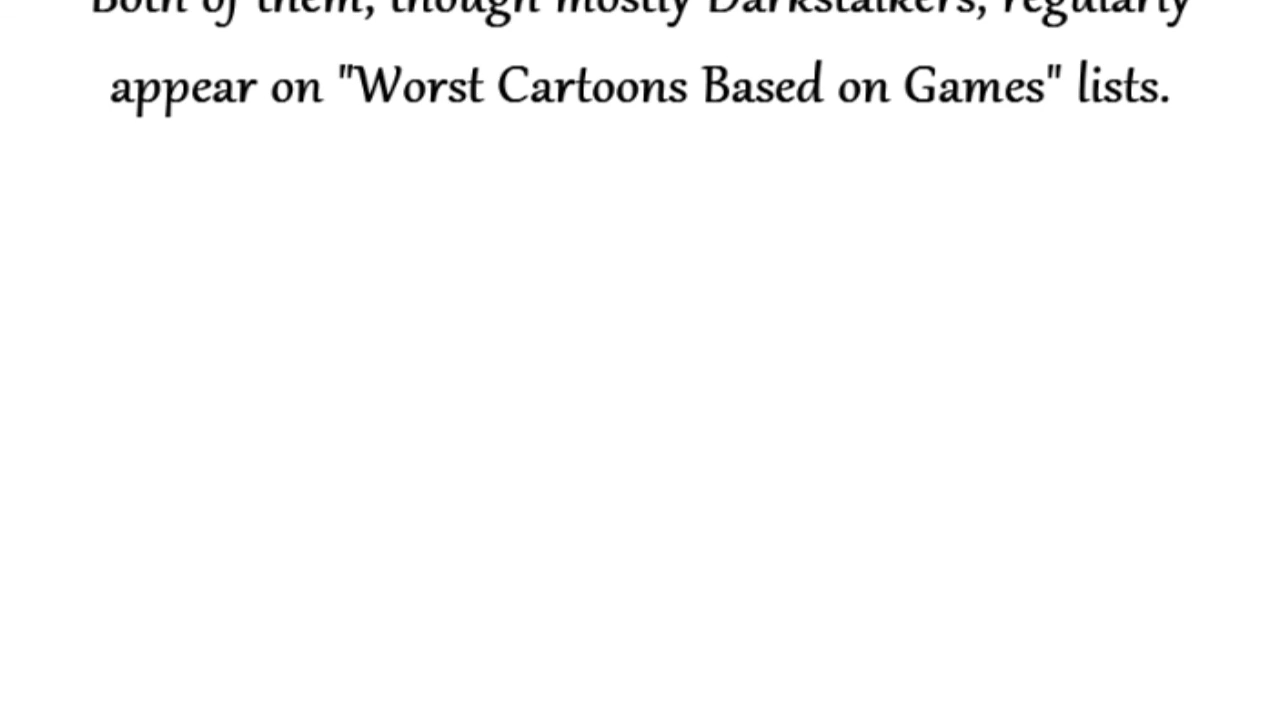 Both of them, though mostly Darkstalkers, regularly
appear on "Worst Cartoons Based on Games" lists.